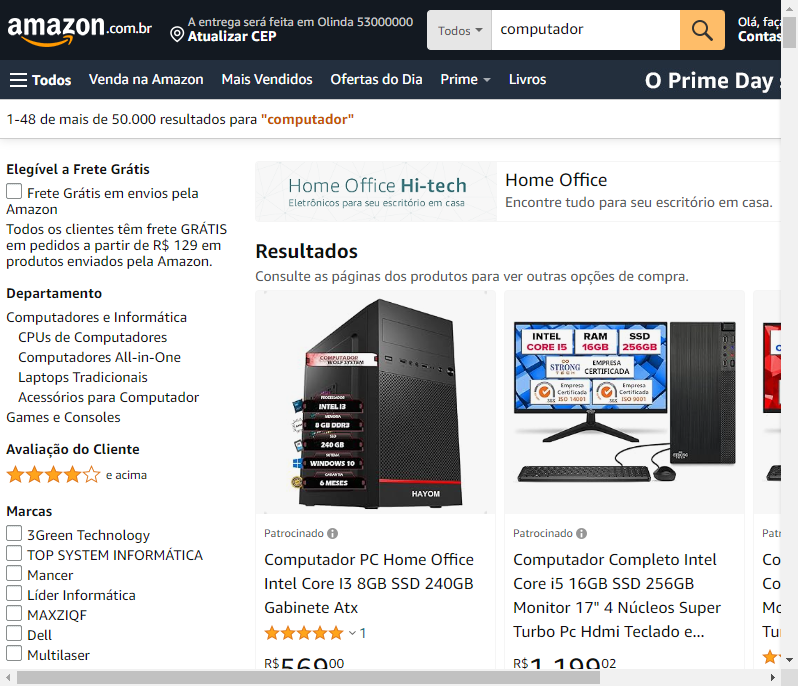 amazon.com.br
A entrega será feita em Olinda 53000000
Atualizar CEP
Todos
computador
Olá, faça
Contas
Todos
Venda na Amazon
Mais Vendidos
Ofertas do Dia
Prime
Livros
O Prime Day
1-48 de mais de 50.000 resultados para "computador"
Elegível a Frete Grátis
Frete Grátis em envios pela
Amazon
Todos os clientes têm frete GRÁTIS
em pedidos a partir de R$ 129 em
produtos enviados pela Amazon.
Departamento
Computadores e Informática
CPUs de Computadores
Computadores All-in-One
Laptops Tradicionais
Acessórios para Computador
Games e Consoles
Avaliação do Cliente
e acima
Marcas
3Green Technology
TOP SYSTEM INFORMÁTICA
Mancer
Líder Informática
MAXZIQF
Dell
Multilaser
Home Office Hi-tech
Eletrônicos para seu escritório em casa
Home Office
Encontre tudo para seu escritório em casa.
Resultados
Consulte as páginas dos produtos para ver outras opções de compra.
COMPUTADOR
WOLF SYSTEM
PROCESSADOR
INTEL I3
MEMÓRIA
8 GB DDR3
SSD
240 GB
SISTEMA
WINDOWS 10
GARANTIA
6 MESES
HAYOM
Patrocinado
Computador PC Home Office
Intel Core I3 8GB SSD 240GB
Gabinete Atx
1
R$ 569 00
INTEL
CORE I5
RAM
16GB
SSD
256GB
STRONG
TECH
EMPRESA
CERTIFICADA
Empresa
Certificada
ISO 14001
Empresa
Certificada
ISO 9001
Patrocinado
Computador Completo Intel
Core i5 16GB SSD 256GB
Monitor 17" 4 Núcleos Super
Turbo Pc Hdmi Teclado e...
R$ 1.199 02
Patr
Co
Co
Mo
Tu